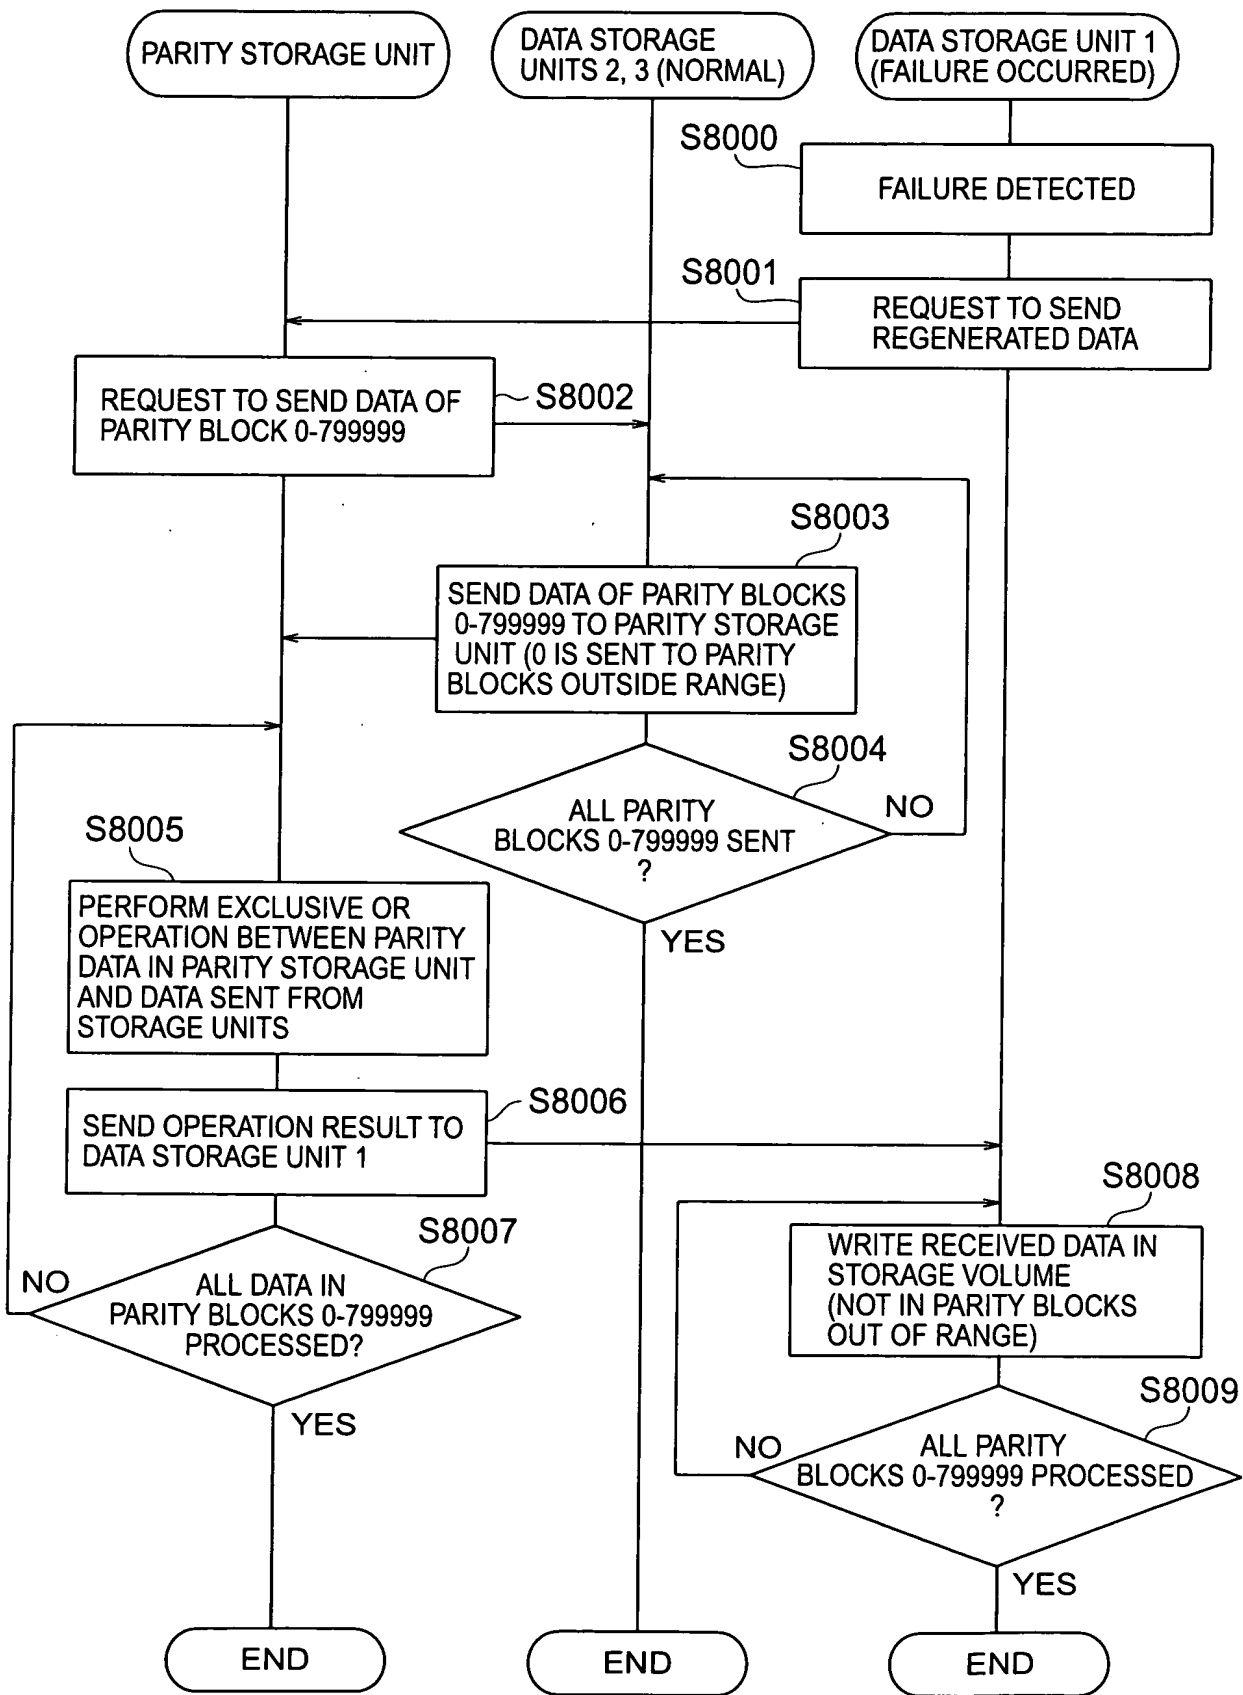 PARITY STORAGE UNIT
DATA STORAGE
UNITS 2, 3 (NORMAL)
DATA STORAGE UNIT 1
(FAILURE OCCURRED)
S8000
FAILURE DETECTED
S8001
REQUEST TO SEND
REGENERATED DATA
REQUEST TO SEND DATA OF
PARITY BLOCK 0-799999
S8002
S8003
SEND DATA OF PARITY BLOCKS
0-799999 TO PARITY STORAGE
UNIT (0 IS SENT TO PARITY
BLOCKS OUTSIDE RANGE)
S8004
ALL PARITY
BLOCKS 0-799999 SENT
?
NO
YES
S8005
PERFORM EXCLUSIVE OR
OPERATION BETWEEN PARITY
DATA IN PARITY STORAGE UNIT
AND DATA SENT FROM
STORAGE UNITS
S8006
SEND OPERATION RESULT TO
DATA STORAGE UNIT 1
S8007
NO
ALL DATA IN
PARITY BLOCKS 0-799999
PROCESSED?
YES
S8008
WRITE RECEIVED DATA IN
STORAGE VOLUME
(NOT IN PARITY BLOCKS
OUT OF RANGE)
S8009
NO
ALL PARITY
BLOCKS 0-799999 PROCESSED
?
YES
END
END
END